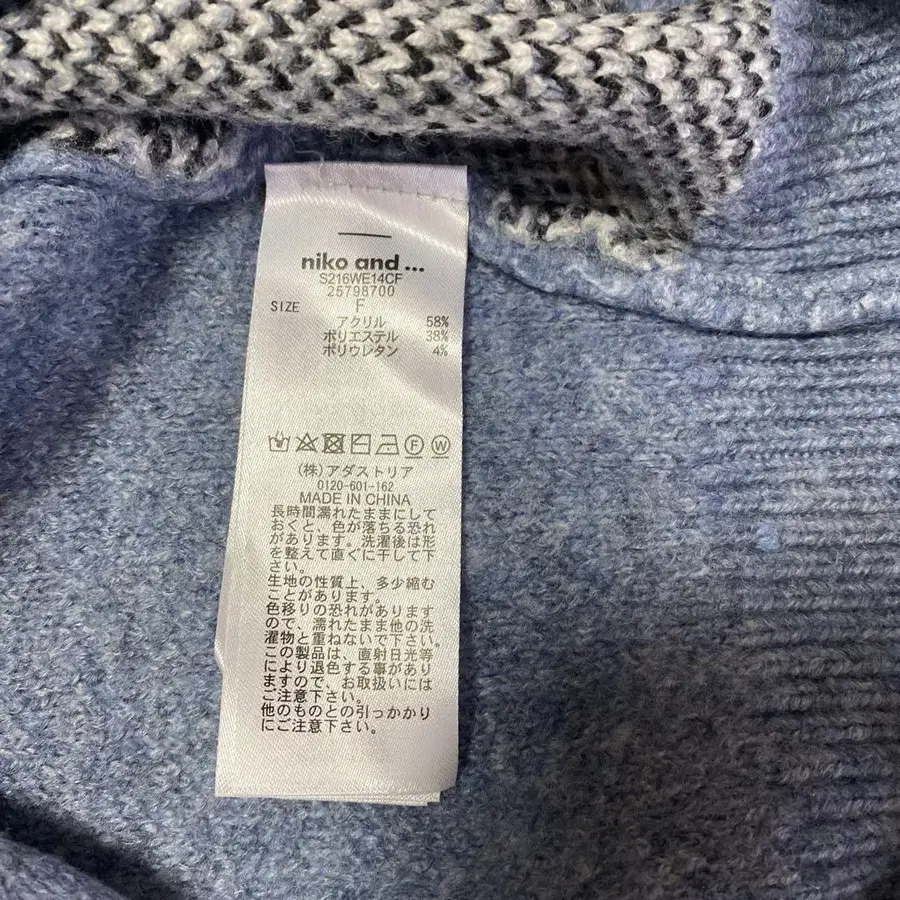 niko and ...
S216WE14CF
25798700
SIZE F
アクリル 58%
ポリエステル 38%
ポリウレタン 4%
F W
(株)アダストリア
0120-601-162
MADE IN CHINA
長時間濡れたままにして
おくと、色が落ちる恐れ
があります。洗濯後は形
を整えて直ぐに干して下
さい。
生地の性質上、多少縮む
ことがあります。
色移りの恐れがあります
ので、濡れたまま他の洗
濯物と重ねないで下さい。
この製品は、直射日光等
により退色する事があり
ますので、お取扱いには
ご注意下さい。
他のものとの引っかかり
にご注意下さい。